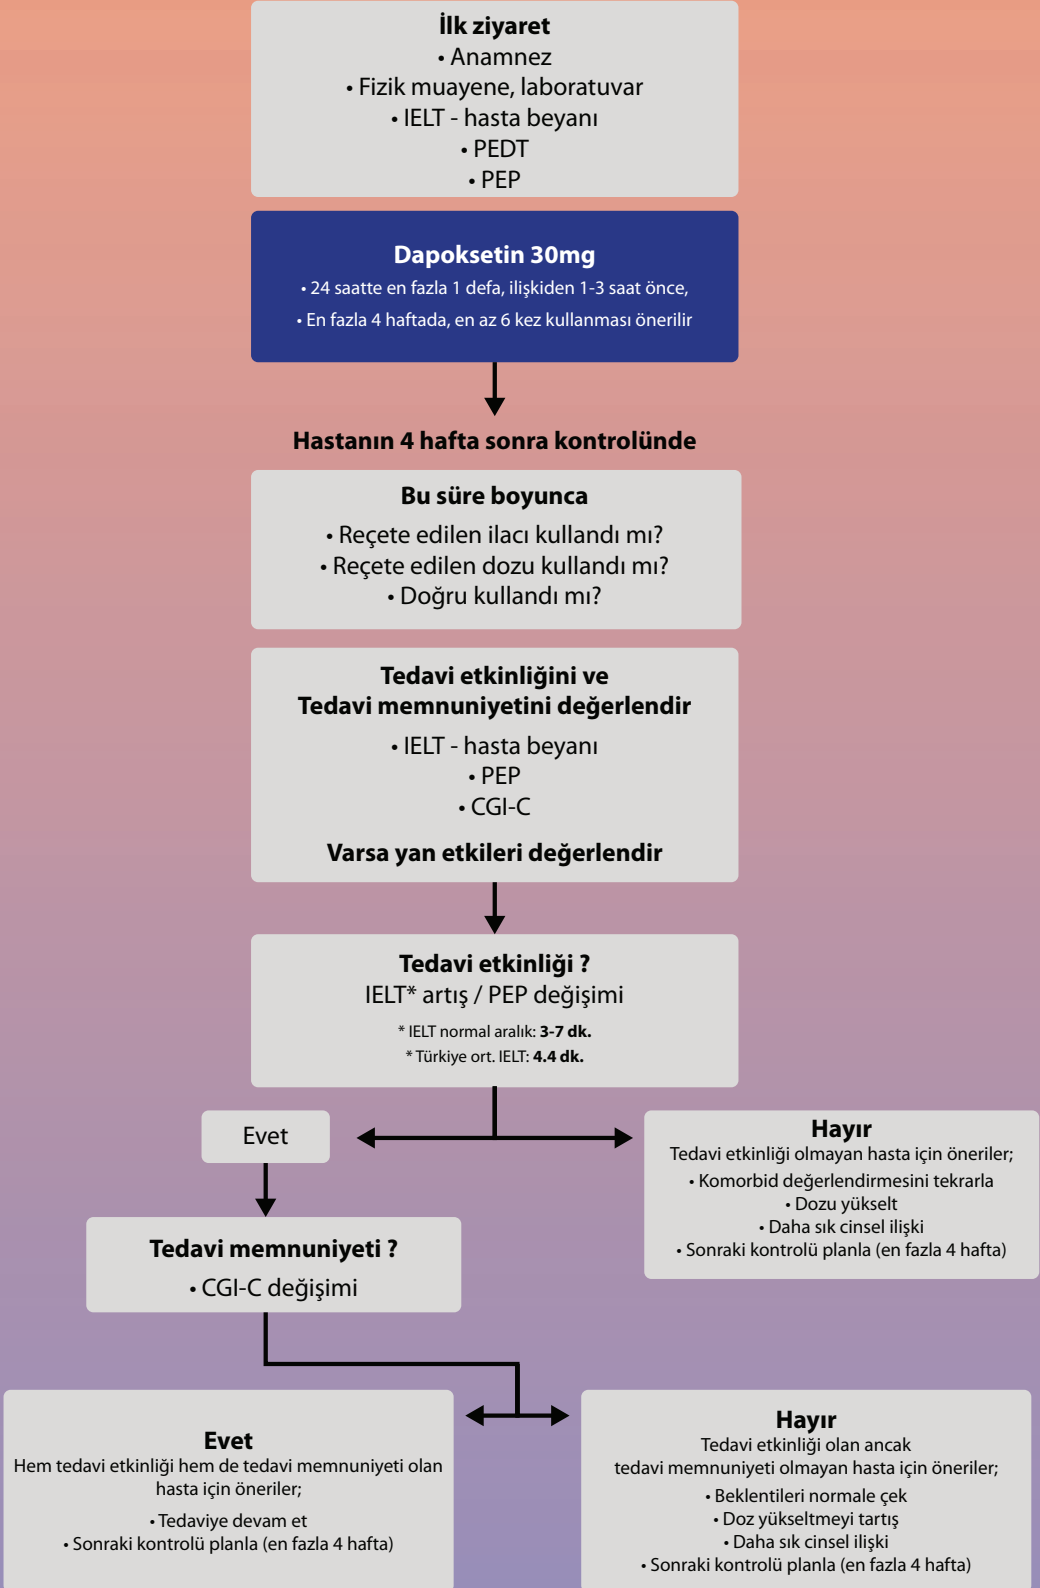 İlk ziyaret
• Anamnez
• Fizik muayene, laboratuvar
• IELT - hasta beyanı
• PEDT
• PEP
Dapoksetin 30mg
• 24 saatte en fazla 1 defa, ilişkiden 1-3 saat önce,
• En fazla 4 haftada, en az 6 kez kullanması önerilir
Hastanın 4 hafta sonra kontrolünde
Bu süre boyunca
• Reçete edilen ilacı kullandı mı?
• Reçete edilen dozu kullandı mı?
• Doğru kullandı mı?
Tedavi etkinliğini ve
Tedavi memnuniyetini değerlendir
• IELT - hasta beyanı
• PEP
• CGI-C
Varsa yan etkileri değerlendir
Tedavi etkinliği ?
IELT* artış / PEP değişimi
* IELT normal aralık: 3-7 dk.
* Türkiye ort. IELT: 4.4 dk.
Evet
Hayır
Tedavi etkinliği olmayan hasta için öneriler;
• Komorbid değerlendirmesini tekrarla
• Dozu yükselt
• Daha sık cinsel ilişki
• Sonraki kontrolü planla (en fazla 4 hafta)
Tedavi memnuniyeti ?
• CGI-C değişimi
Evet
Hem tedavi etkinliği hem de tedavi memnuniyeti olan
hasta için öneriler;
• Tedaviye devam et
• Sonraki kontrolü planla (en fazla 4 hafta)
Hayır
Tedavi etkinliği olan ancak
tedavi memnuniyeti olmayan hasta için öneriler;
• Beklentileri normale çek
• Doz yükseltmeyi tartış
• Daha sık cinsel ilişki
• Sonraki kontrolü planla (en fazla 4 hafta)